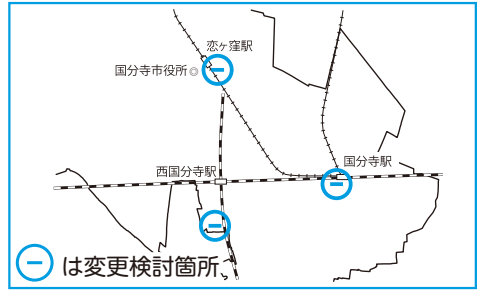 恋ヶ窪駅
国分寺市役所◎
国分寺駅
西国分寺駅
は変更検討箇所